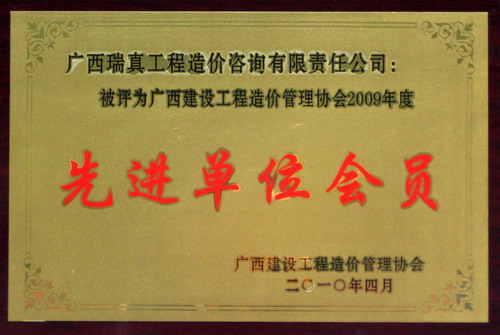 广西瑞真工程造价咨询有限责任公司：
被评为广西建设工程造价管理协会2009年度
先进单位会员
广西建设工程造价管理协会
二〇一〇年四月